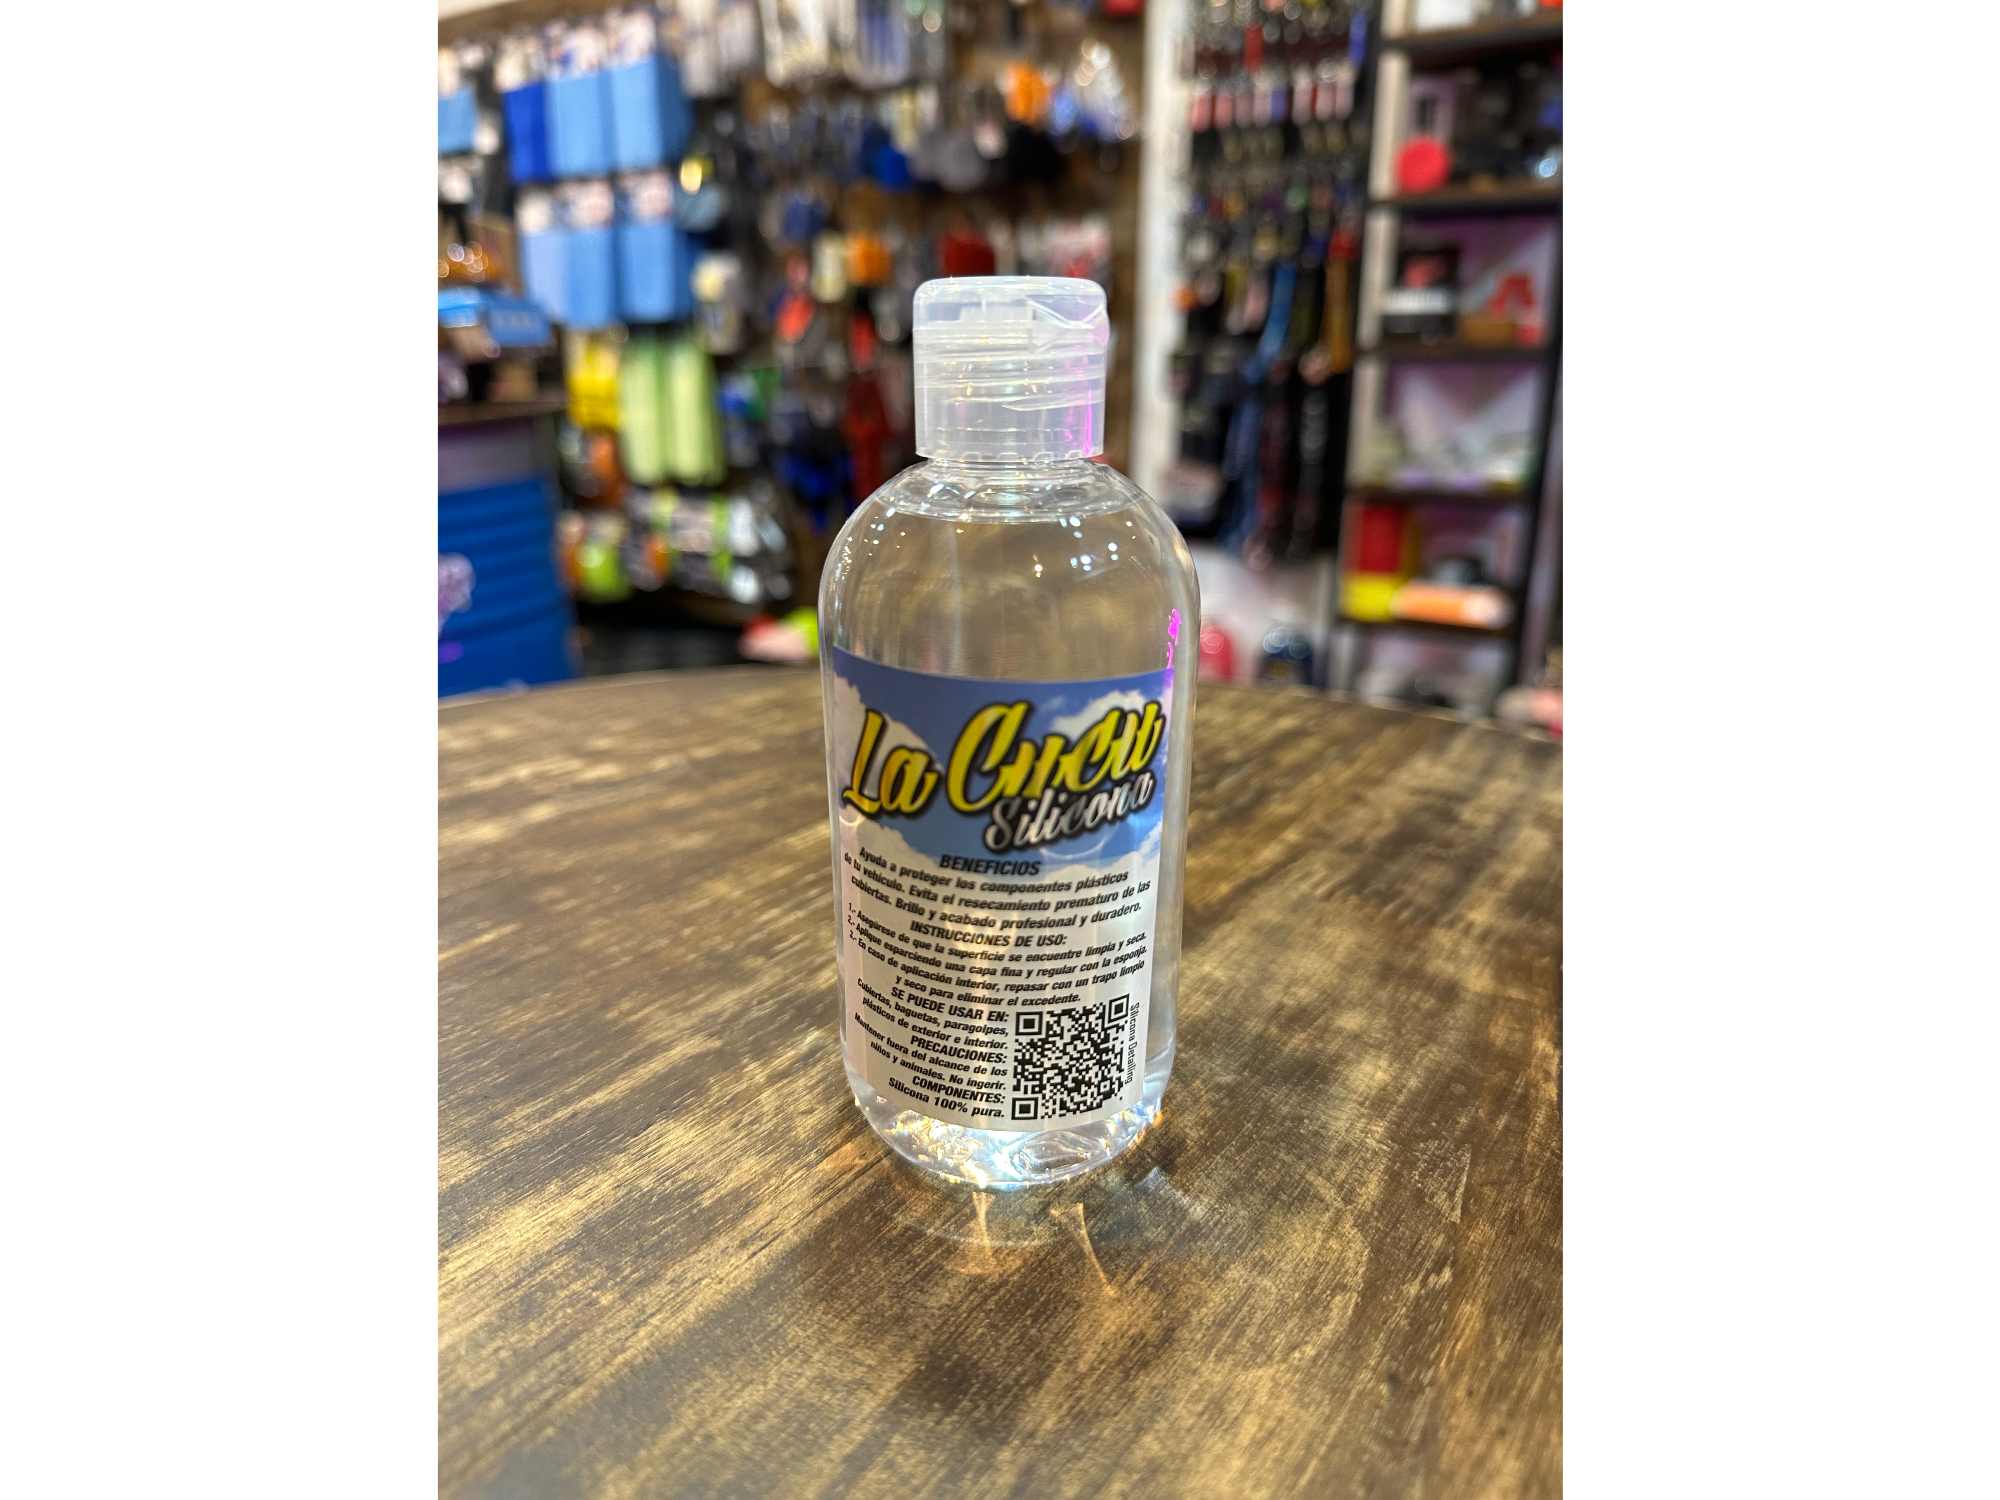 La Cucu
Silicona
BENEFICIOS
Ayuda a proteger los componentes plásticos
de tu vehículo. Evita el resecamiento prematuro de las
cubiertas. Brillo y acabado profesional y duradero.
INSTRUCCIONES DE USO:
1.- Asegúrese de que la superficie se encuentre limpia y seca.
2.- Aplique esparciendo una capa fina y regular con la esponja.
3.- En caso de aplicación interior, repasar con un trapo limpio
y seco para eliminar el excedente.
SE PUEDE USAR EN:
Cubiertas, baguetas, paragolpes,
plásticos de exterior e interior.
PRECAUCIONES:
Mantener fuera del alcance de los
niños y animales. No ingerir.
COMPONENTES:
Silicona 100% pura.
Silicona Detailing